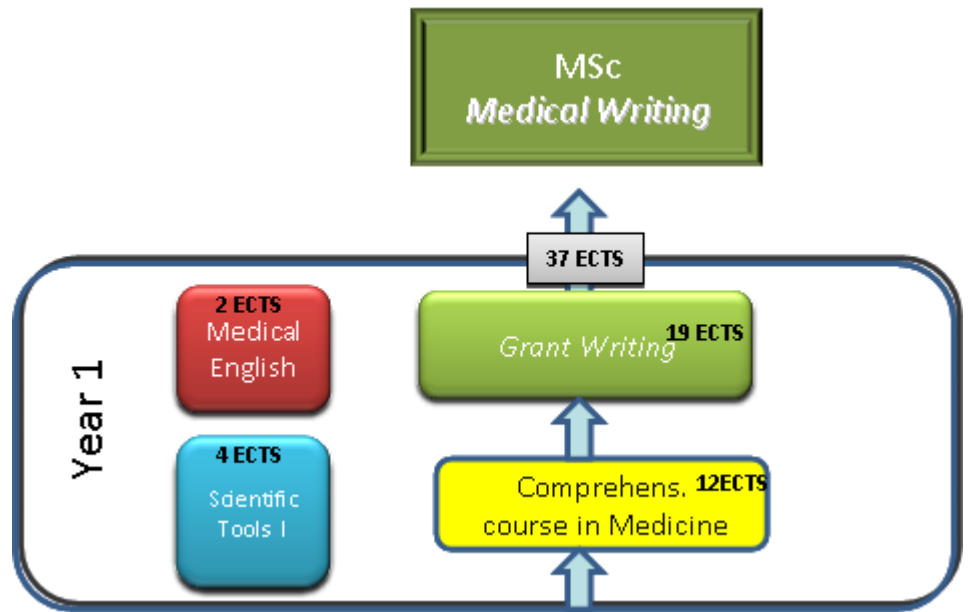 MSc
Medical Writing
37 ECTS
Year 1
2 ECTS
Medical
English
Grant Writing 19 ECTS
4 ECTS
Scientific
Tools I
Comprehens. 12ECTS
course in Medicine